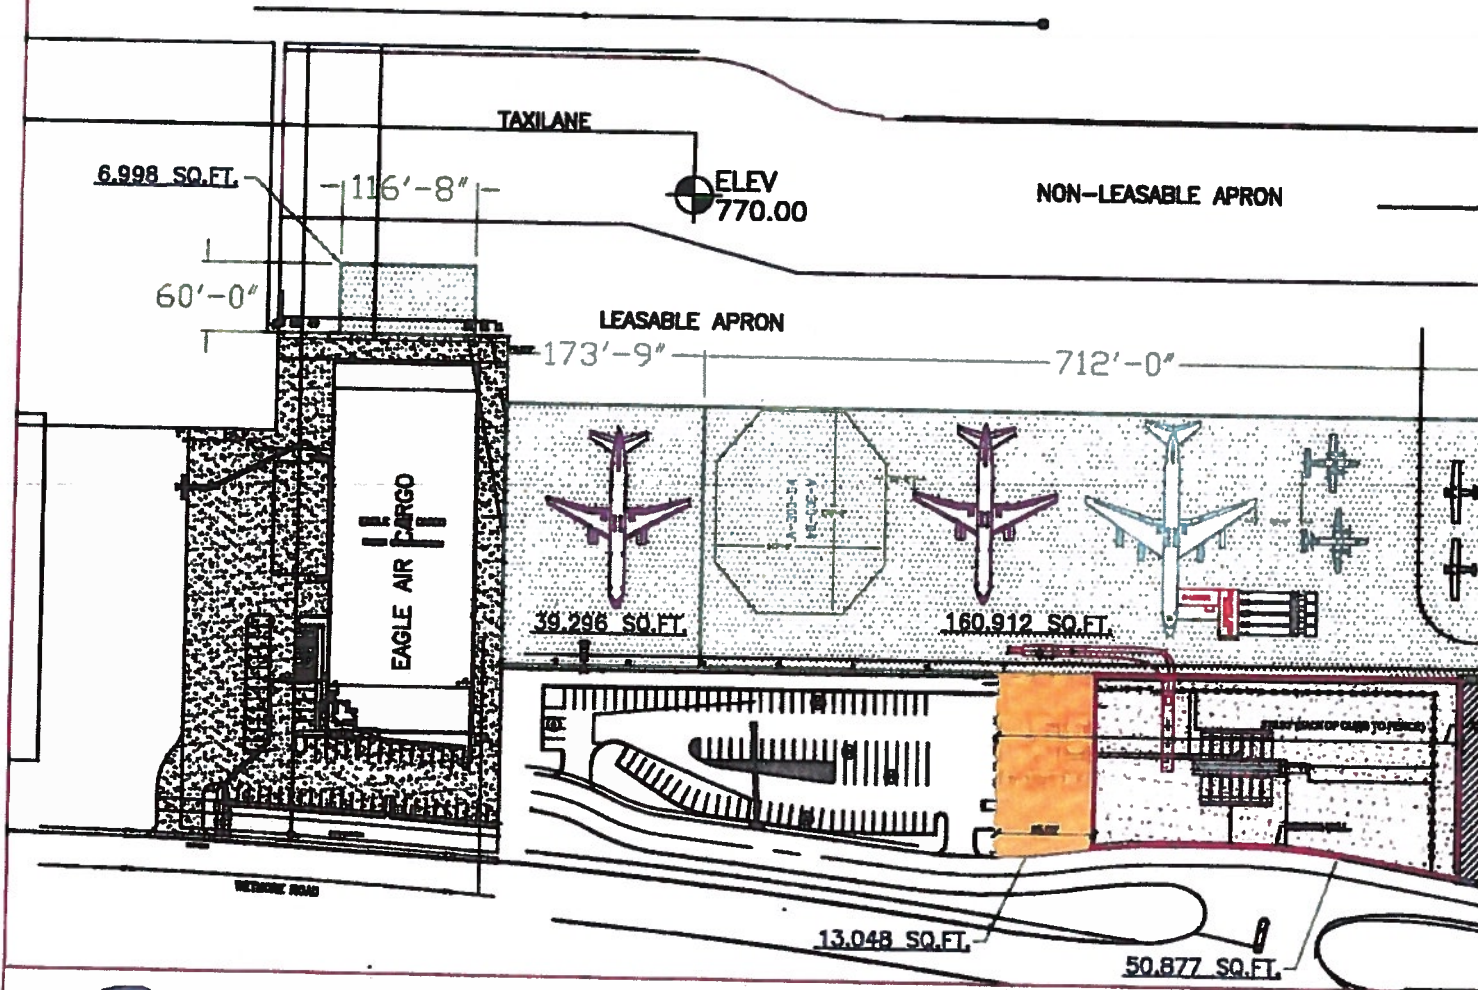 TAXILANE
6.998 SQ.FT.
116'-8"
ELEV
770.00
NON-LEASABLE APRON
60'-0"
LEASABLE APRON
173'-9"
712'-0"
EAGLE AIR CARGO
39.296 SQ.FT.
160.912 SQ.FT.
WETMORE ROAD
13.048 SQ.FT.
50.877 SQ.FT.